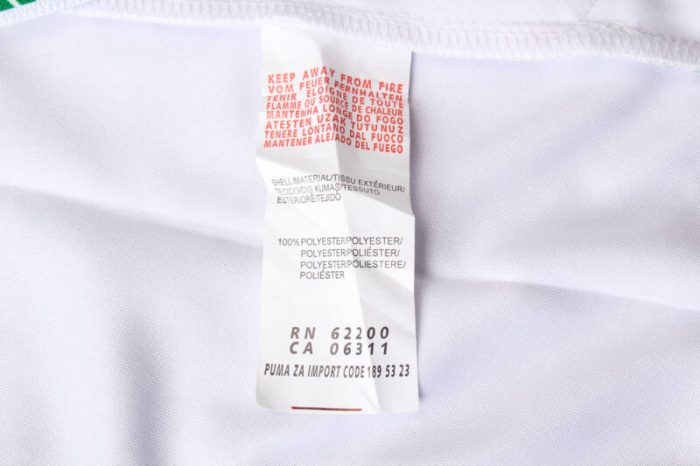 KEEP AWAY FROM FIRE
VOM FEUER FERNHALTEN
TENIR ÉLOIGNÉ DE TOUTE
FLAMME OU SOURCE DE CHALEUR
MANTENHA LONGE DO FOGO
ATESTEN UZAK TUTUNUZ
TENERE LONTANO DAL FUOCO
MANTENER ALEJADO DEL FUEGO
SHELL/MATERIAL/TISSU EXTÉRIEUR/
TECIDO/DIŞ KUMAŞ/TESSUTO
ESTERIORE/TEJIDO
100%POLYESTER/POLYESTER/
POLYESTER/POLIÉSTER/
POLYESTER/POLIESTERE/
POLIÉSTER
RN 62200
CA 06311
PUMA ZA IMPORT CODE 189 53 23